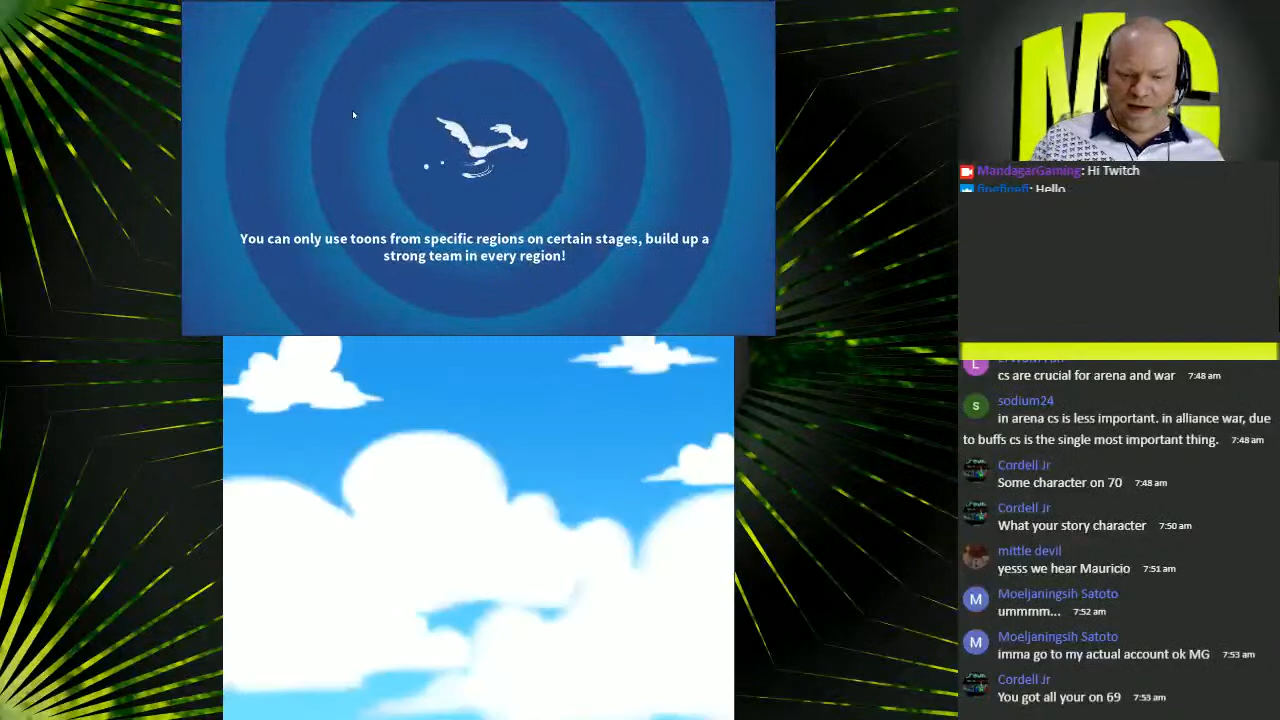 You can only use toons from specific regions on certain stages, build up a
strong team in every region!
MG
MandagarGaming: Hi Twitch
Hello
cs are crucial for arena and war 7:48 am
S
sodium24
in arena cs is less important. in alliance war, due
to buffs cs is the single most important thing. 7:48 am
Cordell Jr
Some character on 70 7:48 am
Cordell Jr
What your story character 7:50 am
mittle devil
yesss we hear Mauricio 7:51 am
M
Moeljaningsih Satoto
ummmm... 7:52 am
M
Moeljaningsih Satoto
imma go to my actual account ok MG 7:53 am
Cordell Jr
You got all your on 69 7:53 am